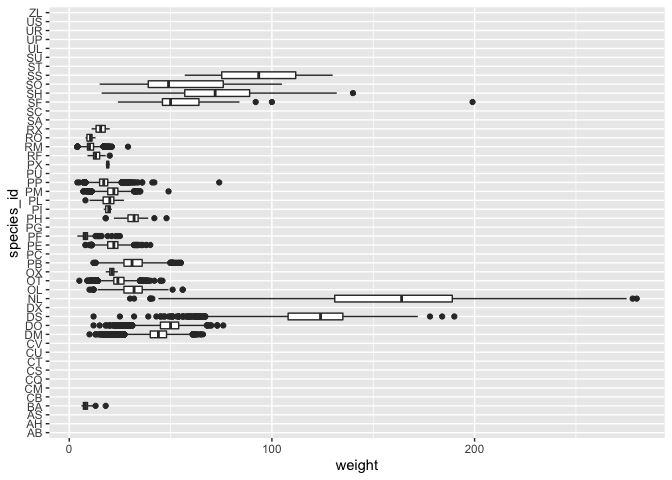 ZL
US
UR
UP
UL
SU
ST
SS
SO
SH
SF
SC
SA
RX
RO
RM
RF
PX
PU
PP
PM
PL
PI
PH
PG
PF
PE
PC
PB
OX
OT
OL
NL
DX
DS
DO
DM
CV
CU
CT
CS
CQ
CM
CB
BA
AS
AH
AB
species_id
0 100 200
weight